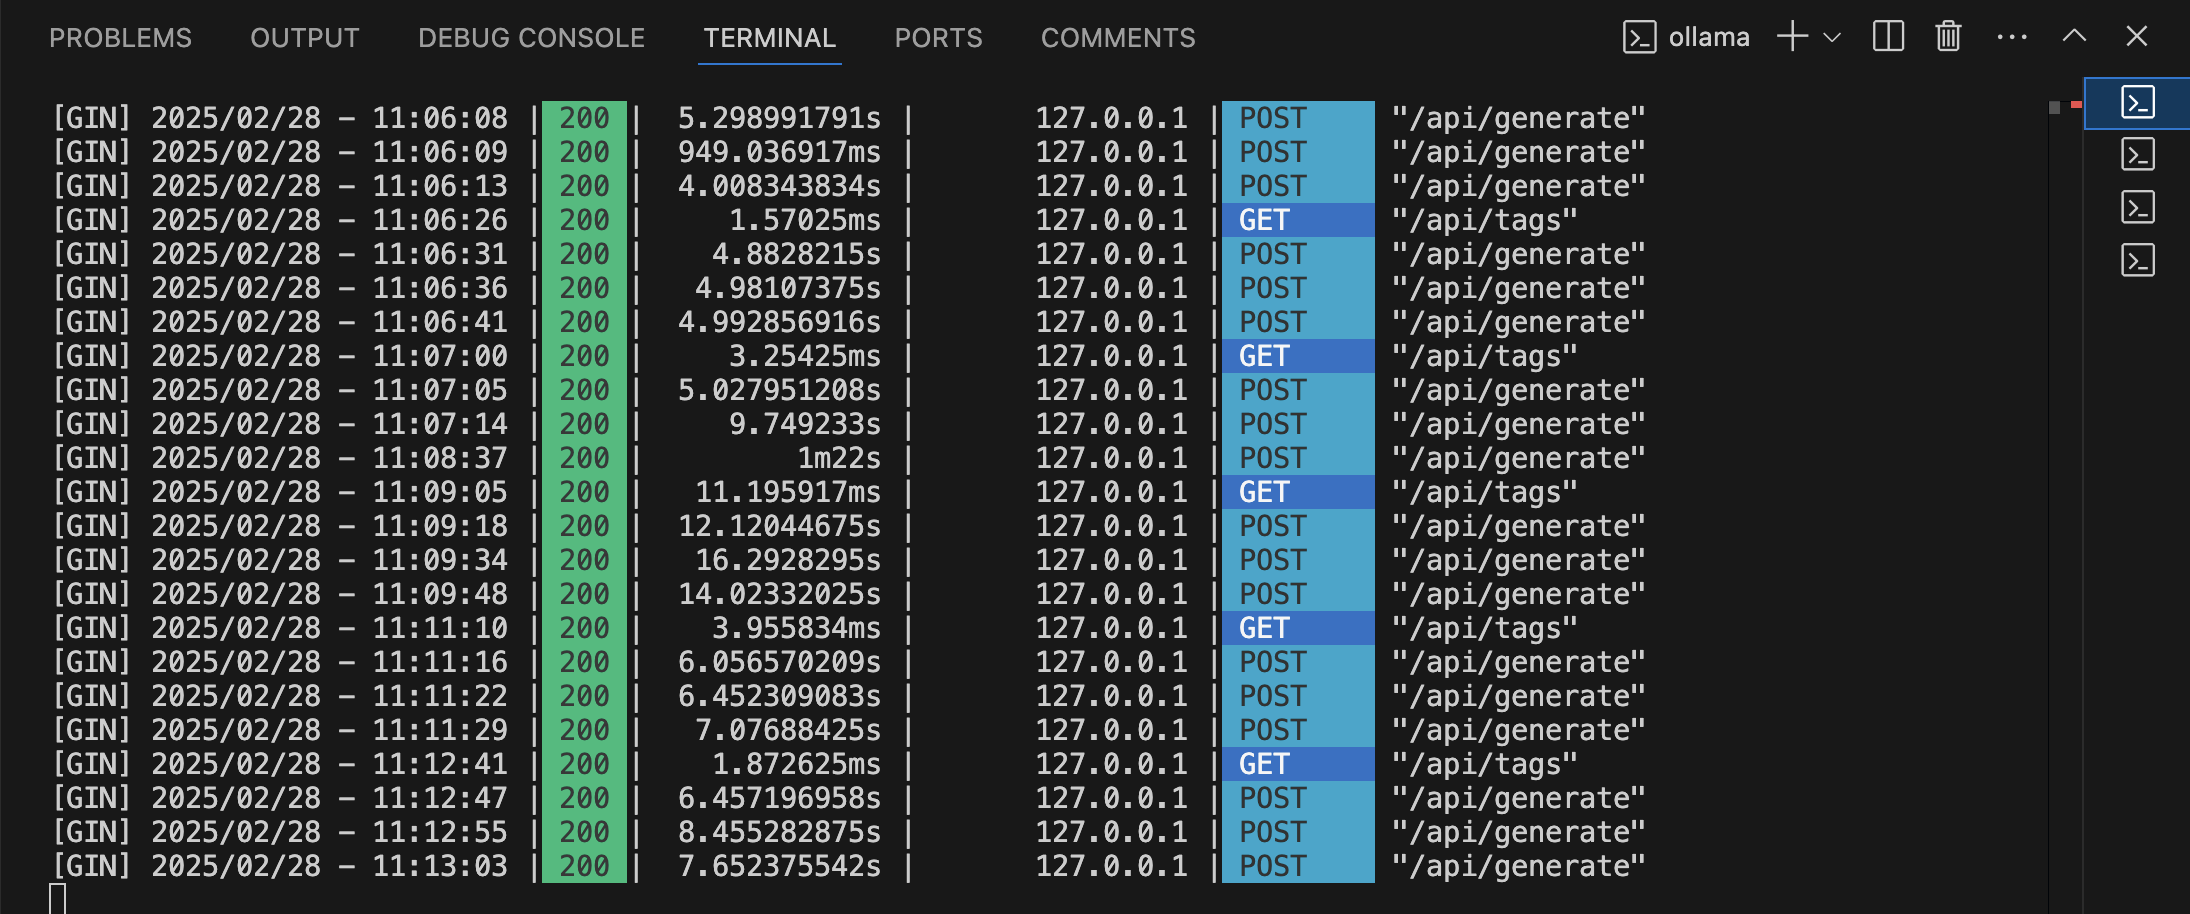 PROBLEMS OUTPUT DEBUG CONSOLE TERMINAL PORTS COMMENTS ollama
[GIN] 2025/02/28 - 11:06:08 | 200 | 5.298991791s | 127.0.0.1 | POST "/api/generate"
[GIN] 2025/02/28 - 11:06:09 | 200 | 949.036917ms | 127.0.0.1 | POST "/api/generate"
[GIN] 2025/02/28 - 11:06:13 | 200 | 4.008343834s | 127.0.0.1 | POST "/api/generate"
[GIN] 2025/02/28 - 11:06:26 | 200 | 1.57025ms | 127.0.0.1 | GET "/api/tags"
[GIN] 2025/02/28 - 11:06:31 | 200 | 4.8828215s | 127.0.0.1 | POST "/api/generate"
[GIN] 2025/02/28 - 11:06:36 | 200 | 4.98107375s | 127.0.0.1 | POST "/api/generate"
[GIN] 2025/02/28 - 11:06:41 | 200 | 4.992856916s | 127.0.0.1 | POST "/api/generate"
[GIN] 2025/02/28 - 11:07:00 | 200 | 3.25425ms | 127.0.0.1 | GET "/api/tags"
[GIN] 2025/02/28 - 11:07:05 | 200 | 5.027951208s | 127.0.0.1 | POST "/api/generate"
[GIN] 2025/02/28 - 11:07:14 | 200 | 9.749233s | 127.0.0.1 | POST "/api/generate"
[GIN] 2025/02/28 - 11:08:37 | 200 | 1m22s | 127.0.0.1 | POST "/api/generate"
[GIN] 2025/02/28 - 11:09:05 | 200 | 11.195917ms | 127.0.0.1 | GET "/api/tags"
[GIN] 2025/02/28 - 11:09:18 | 200 | 12.12044675s | 127.0.0.1 | POST "/api/generate"
[GIN] 2025/02/28 - 11:09:34 | 200 | 16.2928295s | 127.0.0.1 | POST "/api/generate"
[GIN] 2025/02/28 - 11:09:48 | 200 | 14.02332025s | 127.0.0.1 | POST "/api/generate"
[GIN] 2025/02/28 - 11:11:10 | 200 | 3.955834ms | 127.0.0.1 | GET "/api/tags"
[GIN] 2025/02/28 - 11:11:16 | 200 | 6.056570209s | 127.0.0.1 | POST "/api/generate"
[GIN] 2025/02/28 - 11:11:22 | 200 | 6.452309083s | 127.0.0.1 | POST "/api/generate"
[GIN] 2025/02/28 - 11:11:29 | 200 | 7.07688425s | 127.0.0.1 | POST "/api/generate"
[GIN] 2025/02/28 - 11:12:41 | 200 | 1.872625ms | 127.0.0.1 | GET "/api/tags"
[GIN] 2025/02/28 - 11:12:47 | 200 | 6.457196958s | 127.0.0.1 | POST "/api/generate"
[GIN] 2025/02/28 - 11:12:55 | 200 | 8.455282875s | 127.0.0.1 | POST "/api/generate"
[GIN] 2025/02/28 - 11:13:03 | 200 | 7.652375542s | 127.0.0.1 | POST "/api/generate"